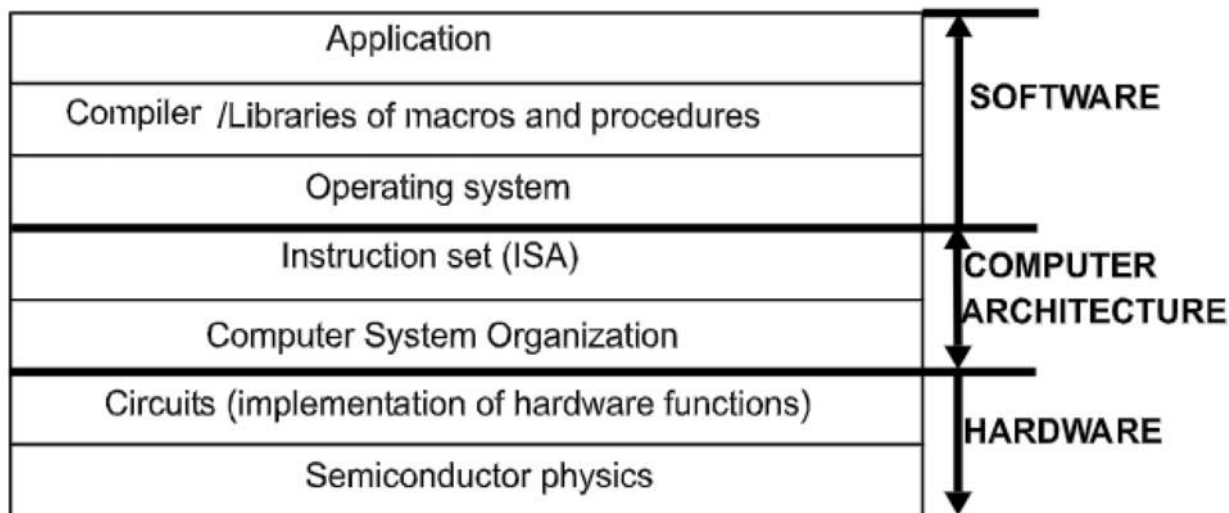 Application
Compiler /Libraries of macros and procedures
SOFTWARE
Operating system
Instruction set (ISA)
COMPUTER
ARCHITECTURE
Computer System Organization
Circuits (implementation of hardware functions)
HARDWARE
Semiconductor physics